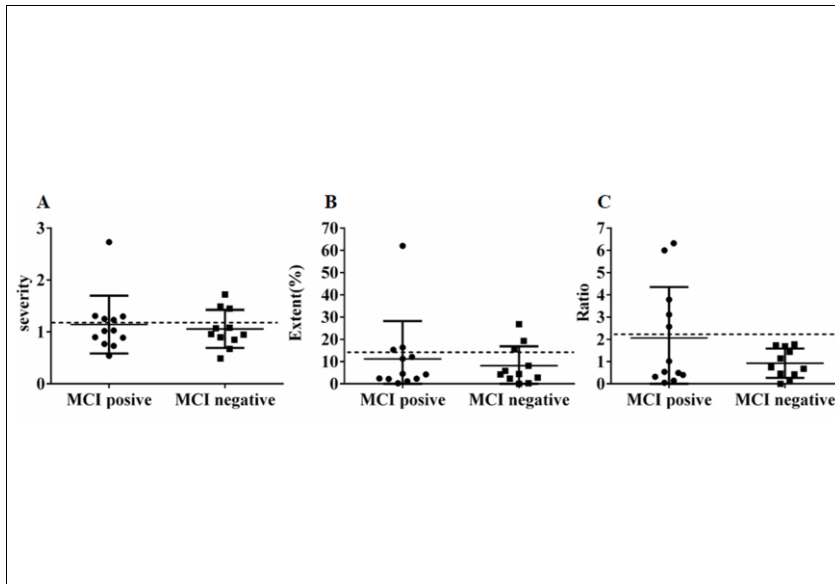 A
B
C
severity
3
2
1
0
MCI posive
MCI negative
Extent(%)
70
60
50
40
30
20
10
0
MCI posive
MCI negative
Ratio
7
6
5
4
3
2
1
0
MCI posive
MCI negative